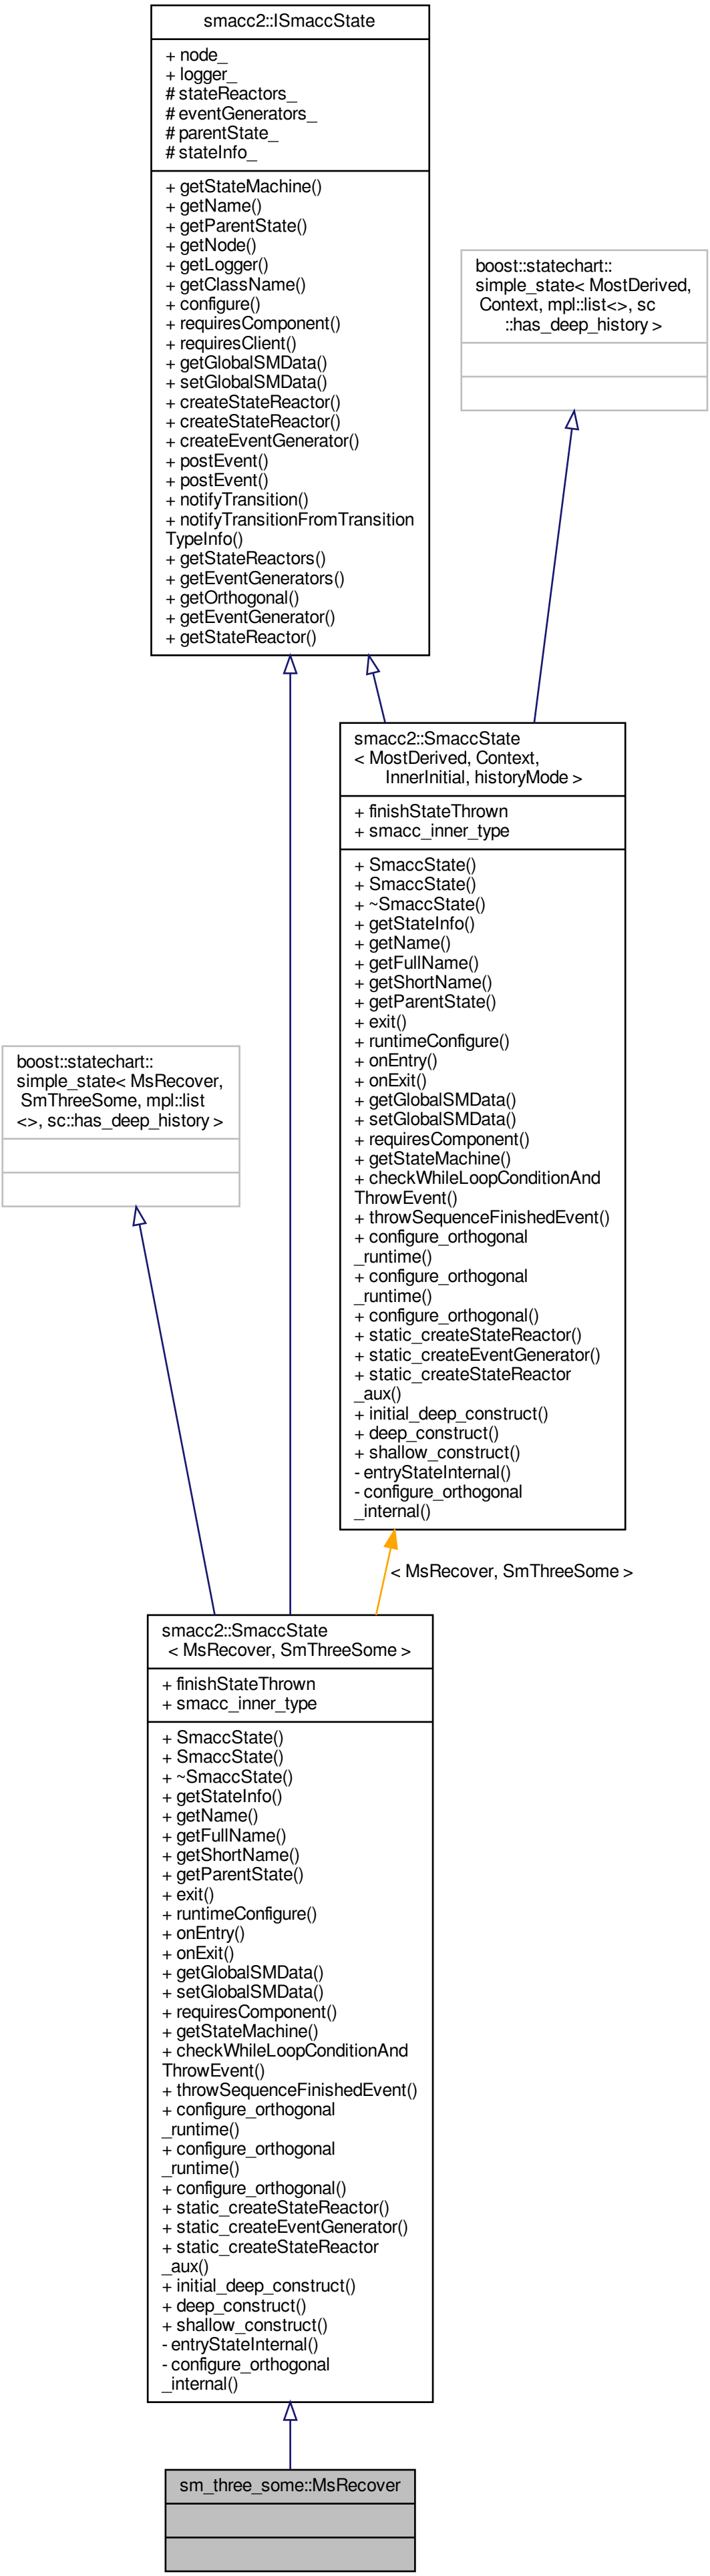 smacc2::ISmaccState
+ node_
+ logger_
# stateReactors_
# eventGenerators_
# parentState_
# stateInfo_
+ getStateMachine()
+ getName()
+ getParentState()
+ getNode()
+ getLogger()
+ getClassName()
+ configure()
+ requiresComponent()
+ requiresClient()
+ getGlobalSMData()
+ setGlobalSMData()
+ createStateReactor()
+ createStateReactor()
+ createEventGenerator()
+ postEvent()
+ postEvent()
+ notifyTransition()
+ notifyTransitionFromTransition
TypeInfo()
+ getStateReactors()
+ getEventGenerators()
+ getOrthogonal()
+ getEventGenerator()
+ getStateReactor()
boost::statechart::
simple_state< MostDerived,
Context, mpl::list<>, sc
::has_deep_history >
smacc2::SmaccState
< MostDerived, Context,
InnerInitial, historyMode >
+ finishStateThrown
+ smacc_inner_type
+ SmaccState()
+ SmaccState()
+ ~SmaccState()
+ getStateInfo()
+ getName()
+ getFullName()
+ getShortName()
+ getParentState()
+ exit()
+ runtimeConfigure()
+ onEntry()
+ onExit()
+ getGlobalSMData()
+ setGlobalSMData()
+ requiresComponent()
+ getStateMachine()
+ checkWhileLoopConditionAnd
ThrowEvent()
+ throwSequenceFinishedEvent()
+ configure_orthogonal
_runtime()
+ configure_orthogonal
_runtime()
+ configure_orthogonal()
+ static_createStateReactor()
+ static_createEventGenerator()
+ static_createStateReactor
_aux()
+ initial_deep_construct()
+ deep_construct()
+ shallow_construct()
- entryStateInternal()
- configure_orthogonal
_internal()
boost::statechart::
simple_state< MsRecover,
SmThreeSome, mpl::list
<>, sc::has_deep_history >
< MsRecover, SmThreeSome >
smacc2::SmaccState
< MsRecover, SmThreeSome >
+ finishStateThrown
+ smacc_inner_type
+ SmaccState()
+ SmaccState()
+ ~SmaccState()
+ getStateInfo()
+ getName()
+ getFullName()
+ getShortName()
+ getParentState()
+ exit()
+ runtimeConfigure()
+ onEntry()
+ onExit()
+ getGlobalSMData()
+ setGlobalSMData()
+ requiresComponent()
+ getStateMachine()
+ checkWhileLoopConditionAnd
ThrowEvent()
+ throwSequenceFinishedEvent()
+ configure_orthogonal
_runtime()
+ configure_orthogonal
_runtime()
+ configure_orthogonal()
+ static_createStateReactor()
+ static_createEventGenerator()
+ static_createStateReactor
_aux()
+ initial_deep_construct()
+ deep_construct()
+ shallow_construct()
- entryStateInternal()
- configure_orthogonal
_internal()
sm_three_some::MsRecover